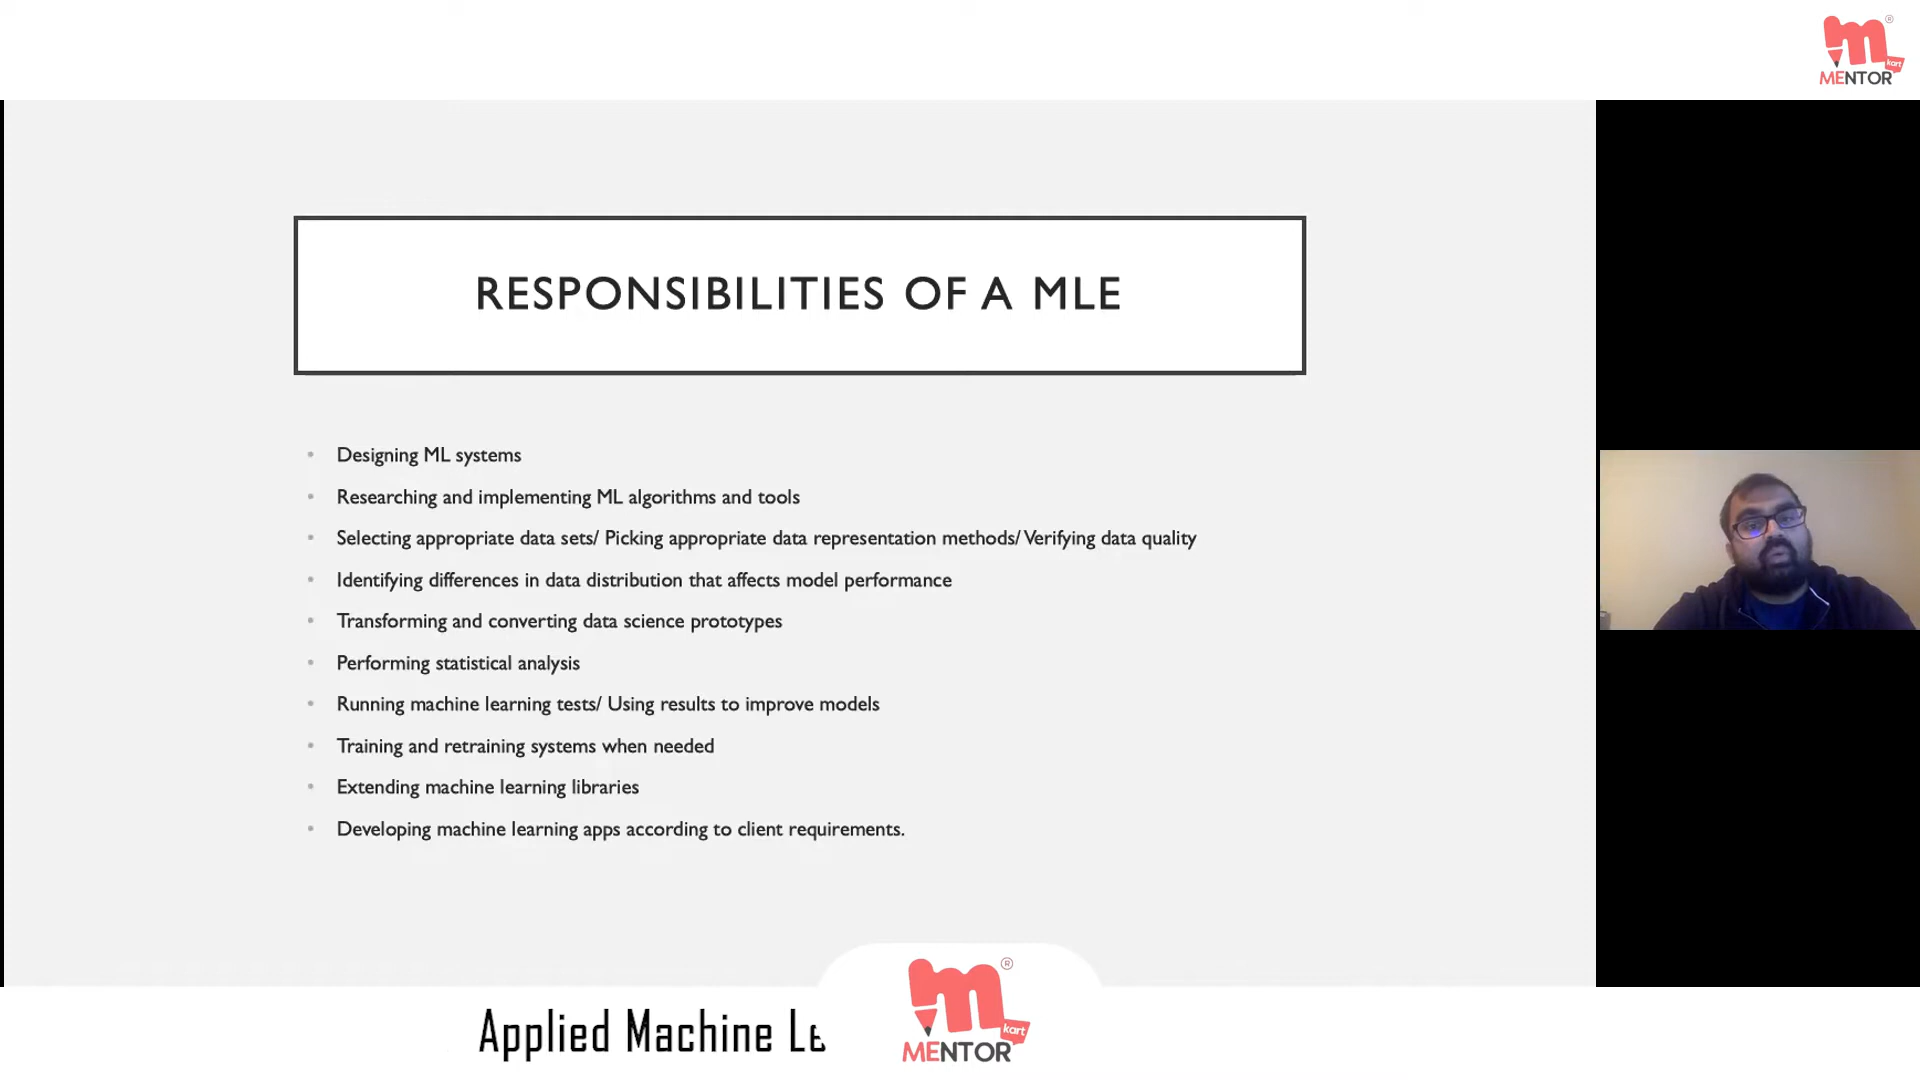 kart
MENTOR
RESPONSIBILITIES OF A MLE
• Designing ML systems
• Researching and implementing ML algorithms and tools
• Selecting appropriate data sets/ Picking appropriate data representation methods/ Verifying data quality
• Identifying differences in data distribution that affects model performance
• Transforming and converting data science prototypes
• Performing statistical analysis
• Running machine learning tests/ Using results to improve models
• Training and retraining systems when needed
• Extending machine learning libraries
• Developing machine learning apps according to client requirements.
Applied Machine Le
kart
MENTOR